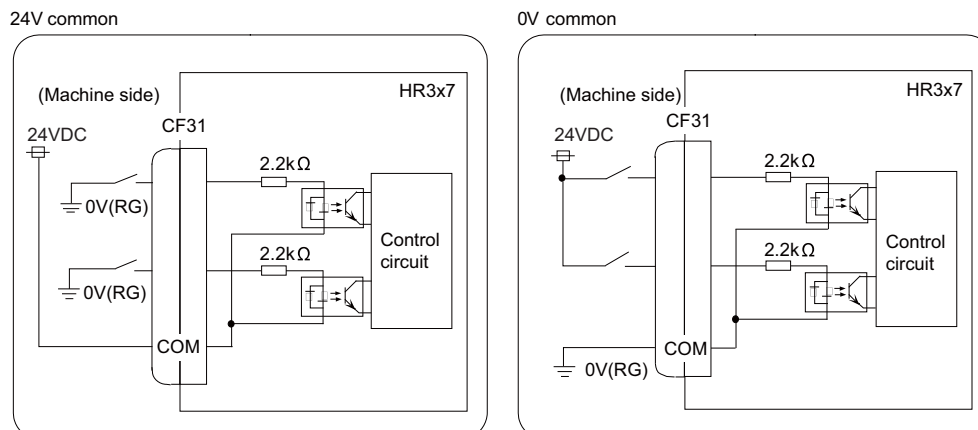 24V common
(Machine side)
HR3x7
CF31
24VDC
2.2kΩ
0V(RG)
2.2kΩ
Control
circuit
0V(RG)
COM
0V common
(Machine side)
HR3x7
CF31
24VDC
2.2kΩ
2.2kΩ
Control
circuit
COM
0V(RG)